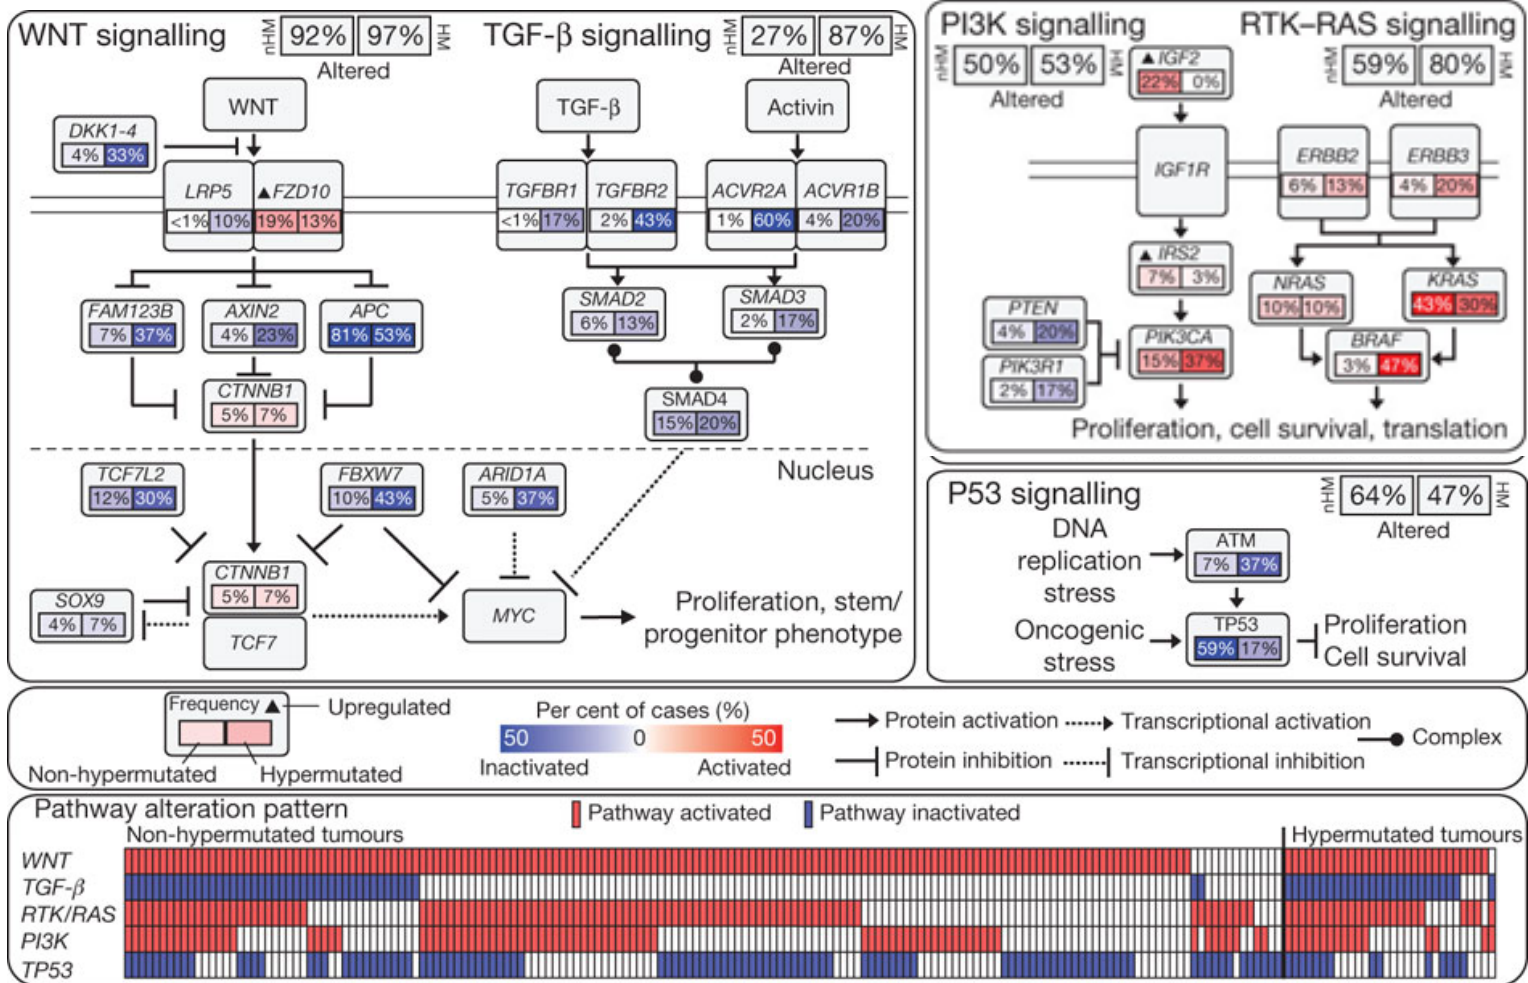 WNT signalling
nHM
92% 97%
HM
Altered
WNT
DKK1-4
4% 33%
LRP5
<1% 10%
▲FZD10
19% 13%
FAM123B
7% 37%
AXIN2
4% 23%
APC
81% 53%
CTNNB1
5% 7%
TGF-β signalling
nHM
27% 87%
HM
Altered
TGF-β
Activin
TGFBR1
<1% 17%
TGFBR2
2% 43%
ACVR2A
1% 60%
ACVR1B
4% 20%
SMAD2
6% 13%
SMAD3
2% 17%
SMAD4
15% 20%
Nucleus
TCF7L2
12% 30%
FBXW7
10% 43%
ARID1A
5% 37%
SOX9
4% 7%
CTNNB1
5% 7%
TCF7
MYC
Proliferation, stem/
progenitor phenotype
PI3K signalling
nHM
50% 53%
HM
Altered
▲IGF2
22% 0%
IGF1R
▲IRS2
7% 3%
PTEN
4% 20%
PIK3R1
2% 17%
PIK3CA
15% 37%
RTK–RAS signalling
nHM
59% 80%
HM
Altered
ERBB2
6% 13%
ERBB3
4% 20%
NRAS
10% 10%
KRAS
43% 30%
BRAF
3% 47%
Proliferation, cell survival, translation
P53 signalling
nHM
64% 47%
HM
Altered
DNA
replication
stress
ATM
7% 37%
Oncogenic
stress
TP53
59% 17%
Proliferation
Cell survival
Frequency ▲
Upregulated
Non-hypermutated
Hypermutated
Per cent of cases (%)
50 0 50
Inactivated Activated
Protein activation
Transcriptional activation
Protein inhibition
Transcriptional inhibition
Complex
Pathway alteration pattern
Pathway activated
Pathway inactivated
Non-hypermutated tumours
Hypermutated tumours
WNT
TGF-β
RTK/RAS
PI3K
TP53